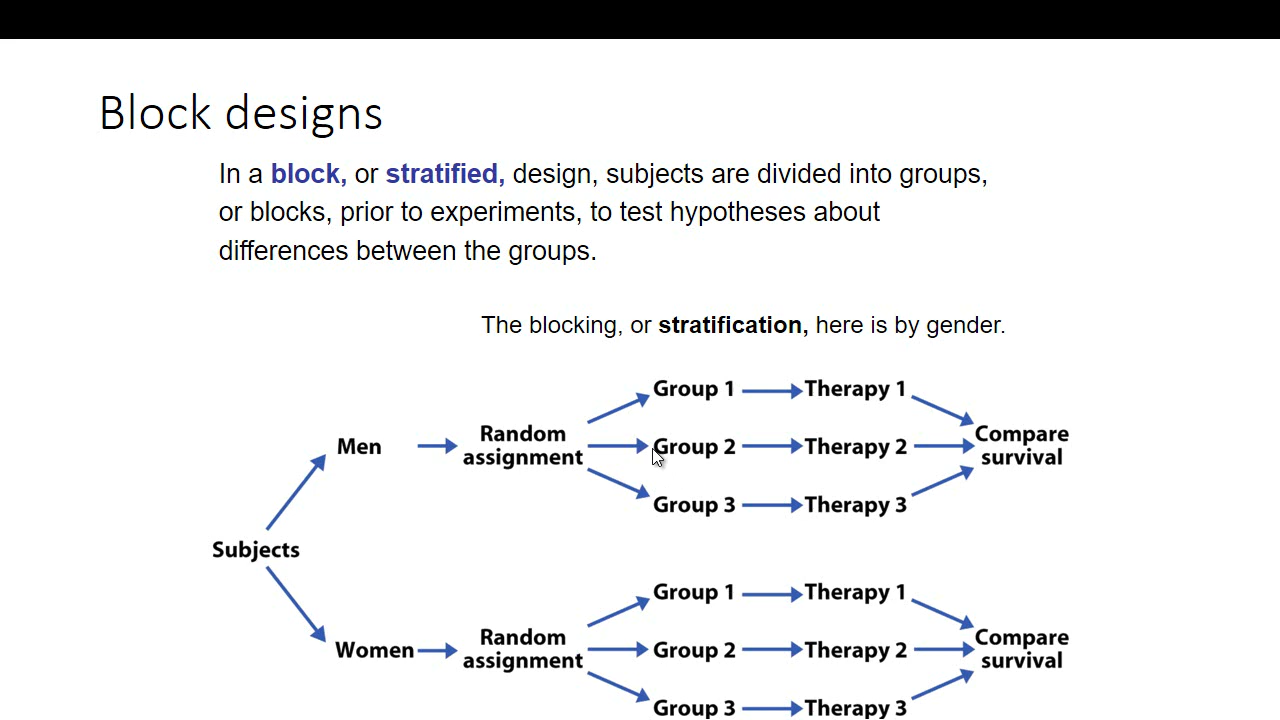 Block designs
In a block, or stratified, design, subjects are divided into groups,
or blocks, prior to experiments, to test hypotheses about
differences between the groups.
The blocking, or stratification, here is by gender.
Subjects
Men
Random
assignment
Group 1
Therapy 1
Group 2
Therapy 2
Group 3
Therapy 3
Compare
survival
Women
Random
assignment
Group 1
Therapy 1
Group 2
Therapy 2
Group 3
Therapy 3
Compare
survival